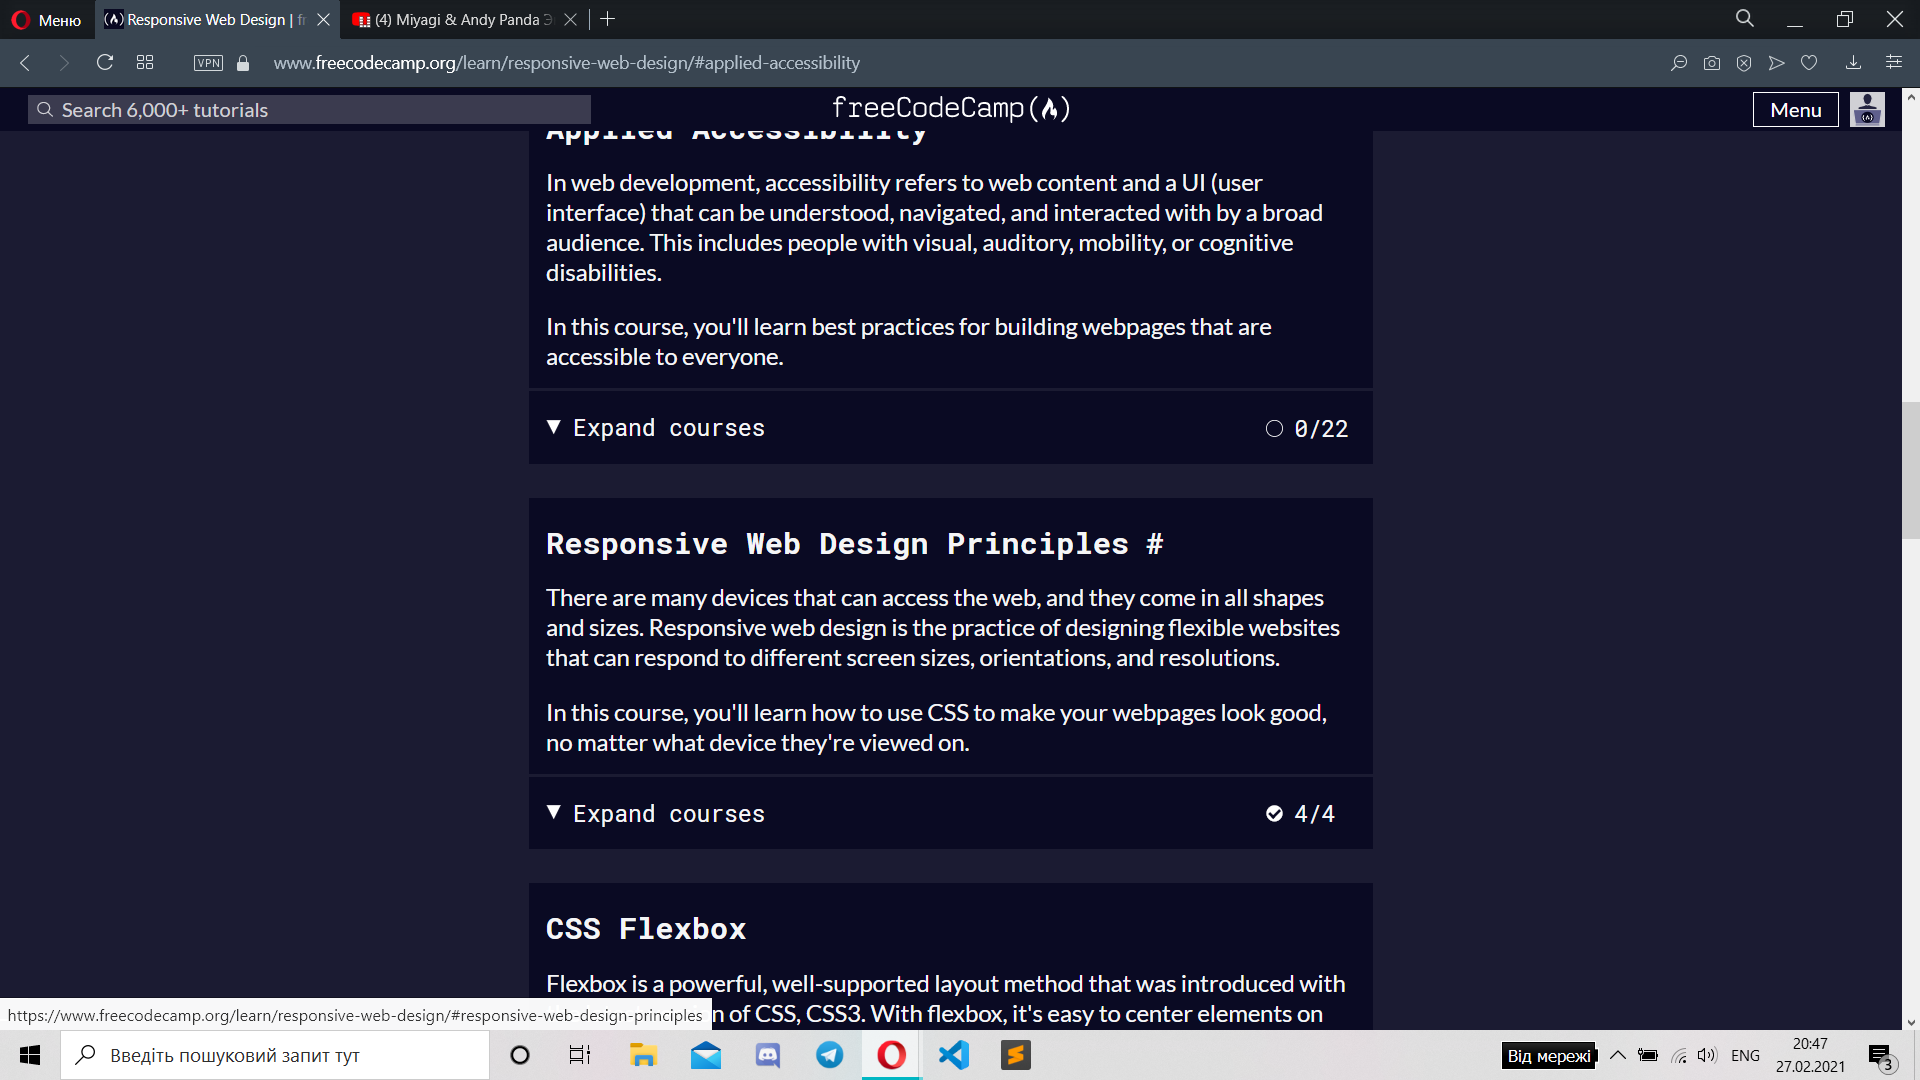 Меню
Responsive Web Design | fr
(4) Miyagi & Andy Panda Э
VPN
www.freecodecamp.org/learn/responsive-web-design/#applied-accessibility
Search 6,000+ tutorials
freeCodeCamp
Menu
Applied Accessibility
In web development, accessibility refers to web content and a UI (user
interface) that can be understood, navigated, and interacted with by a broad
audience. This includes people with visual, auditory, mobility, or cognitive
disabilities.
In this course, you'll learn best practices for building webpages that are
accessible to everyone.
Expand courses
0/22
Responsive Web Design Principles #
There are many devices that can access the web, and they come in all shapes
and sizes. Responsive web design is the practice of designing flexible websites
that can respond to different screen sizes, orientations, and resolutions.
In this course, you'll learn how to use CSS to make your webpages look good,
no matter what device they're viewed on.
Expand courses
4/4
CSS Flexbox
Flexbox is a powerful, well-supported layout method that was introduced with
n of CSS, CSS3. With flexbox, it's easy to center elements on
https://www.freecodecamp.org/learn/responsive-web-design/#responsive-web-design-principles
Введіть пошуковий запит тут
Від мережі
ENG
20:47
27.02.2021
3